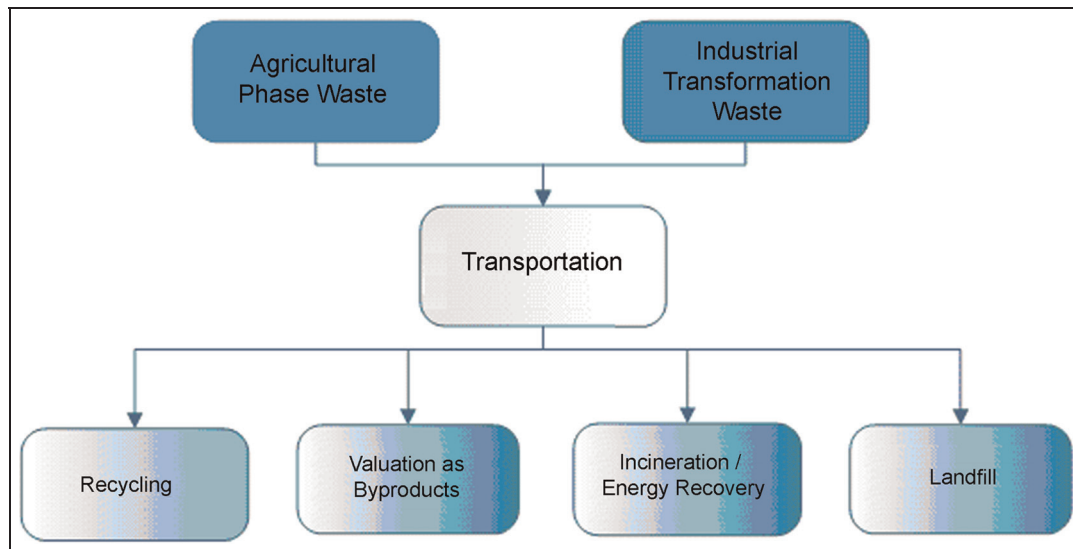 Agricultural
Phase Waste
Industrial
Transformation
Waste
Transportation
Recycling
Valuation as
Byproducts
Incineration /
Energy Recovery
Landfill